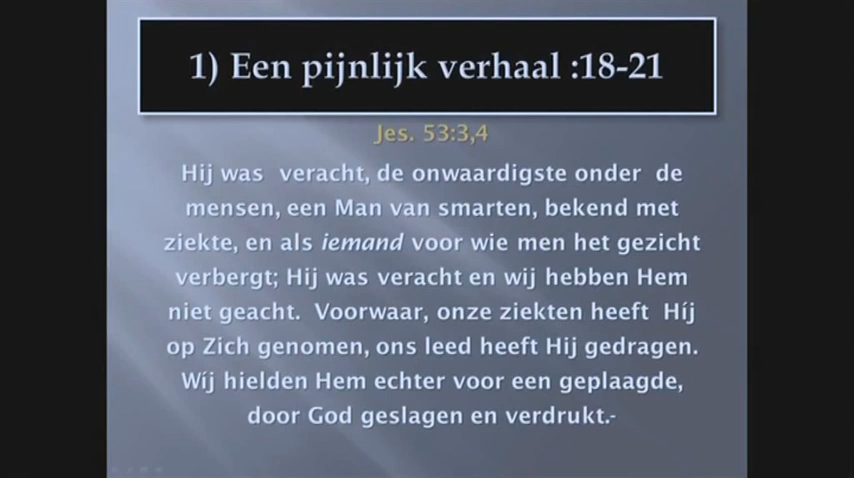 1) Een pijnlijk verhaal :18-21
Jes. 53:3,4
Hij was veracht, de onwaardigste onder de
mensen, een Man van smarten, bekend met
ziekte, en als iemand voor wie men het gezicht
verbergt; Hij was veracht en wij hebben Hem
niet geacht. Voorwaar, onze ziekten heeft Híj
op Zich genomen, ons leed heeft Hij gedragen.
Wíj hielden Hem echter voor een geplaagde,
door God geslagen en verdrukt.-